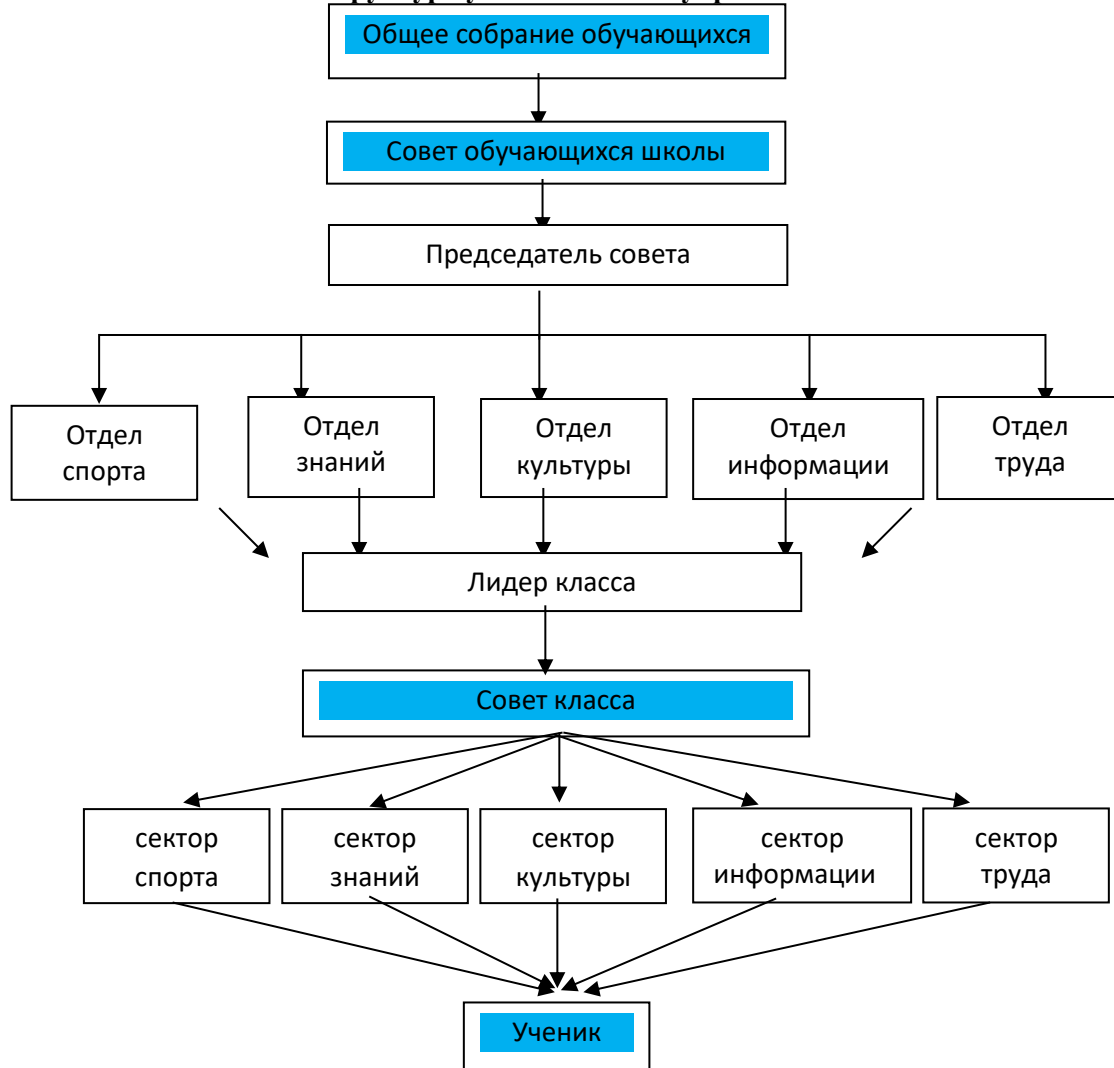 Общее собрание обучающихся
Совет обучающихся школы
Председатель совета
Отдел
спорта
Отдел
знаний
Отдел
культуры
Отдел
информации
Отдел
труда
Лидер класса
Совет класса
сектор
спорта
сектор
знаний
сектор
культуры
сектор
информации
сектор
труда
Ученик